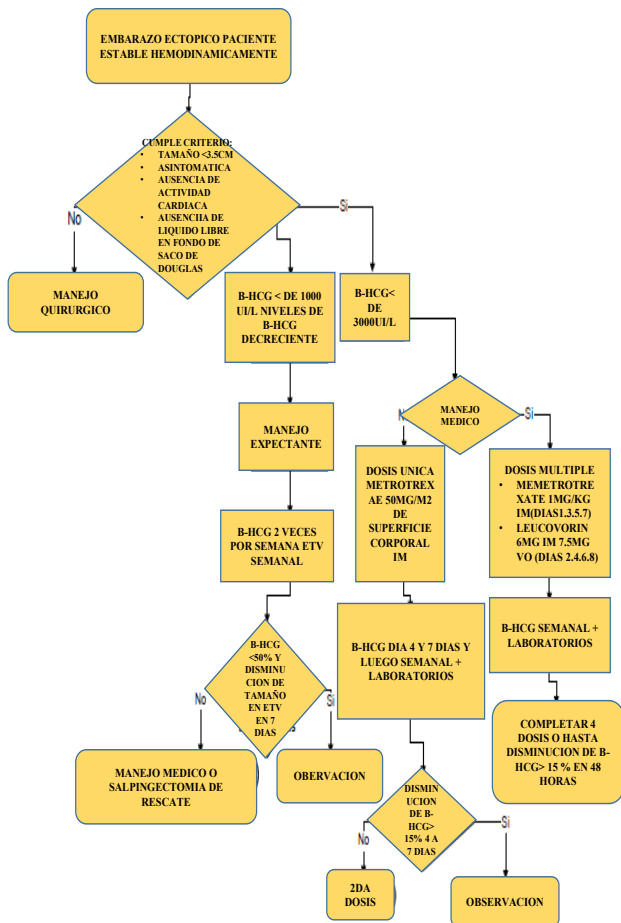 EMBARAZO ECTOPICO PACIENTE
ESTABLE HEMODINAMICAMENTE
CUMPLE CRITERIO:
• TAMAÑO <3.5CM
• ASINTOMATICA
• AUSENCIA DE
ACTIVIDAD
CARDIACA
• AUSENCIIA DE
LIQUIDO LIBRE
EN FONDO DE
SACO DE
DOUGLAS
No
Si
MANEJO
QUIRURGICO
B-HCG < DE 1000
UI/L NIVELES DE
B-HCG
DECRECIENTE
B-HCG<
DE
3000UI/L
MANEJO
EXPECTANTE
MANEJO
MEDICO
Si
DOSIS UNICA
METROTREX
AE 50MG/M2
DE
SUPERFICIE
CORPORAL
IM
DOSIS MULTIPLE
• MEMETROTRE
XATE 1MG/KG
IM(DIAS1.3.5.7)
• LEUCOVORIN
6MG IM 7.5MG
VO (DIAS 2.4.6.8)
B-HCG 2 VECES
POR SEMANA ETV
SEMANAL
B-HCG DIA 4 Y 7 DIAS Y
LUEGO SEMANAL +
LABORATORIOS
B-HCG SEMANAL +
LABORATORIOS
B-HCG
<50% Y
DISMINU
CION DE
TAMAÑO
EN ETV
EN 7
DIAS
No
Si
COMPLETAR 4
DOSIS O HASTA
DISMINUCION DE B-
HCG> 15 % EN 48
HORAS
MANEJO MEDICO O
SALPINGECTOMIA DE
RESCATE
OBERVACION
DISM
INUCION
DE B-HCG>
15% 4 A
7 DIAS
No
Si
2DA
DOSIS
OBSERVACION